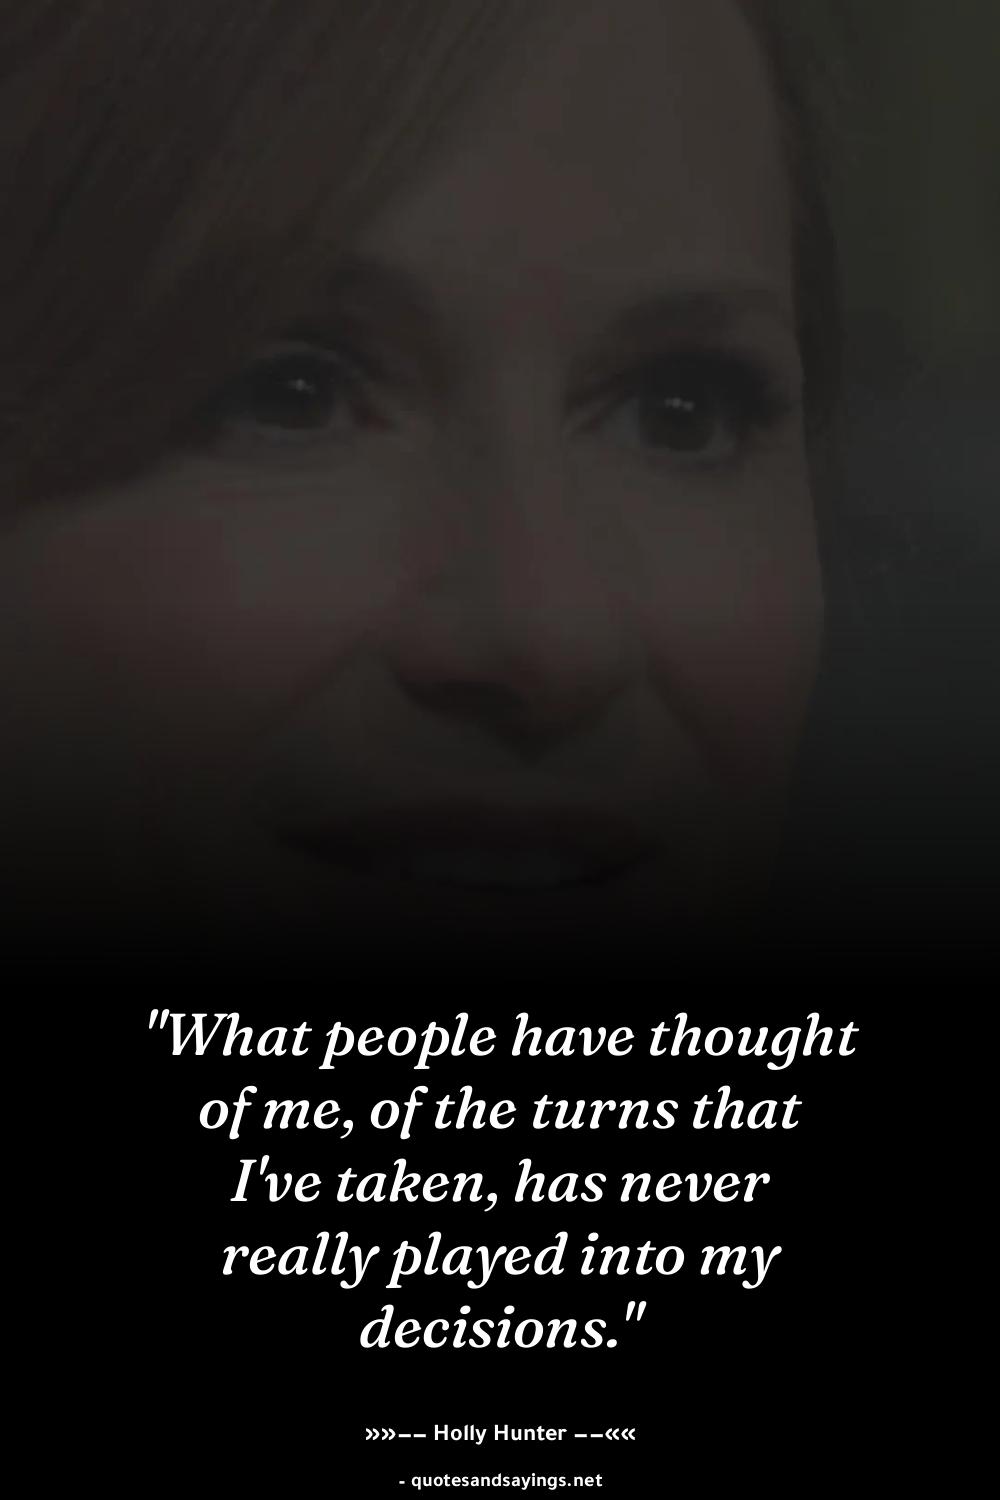 "What people have thought
of me, of the turns that
I've taken, has never
really played into my
decisions."
»»−− Holly Hunter −−««
- quotesandsayings.net